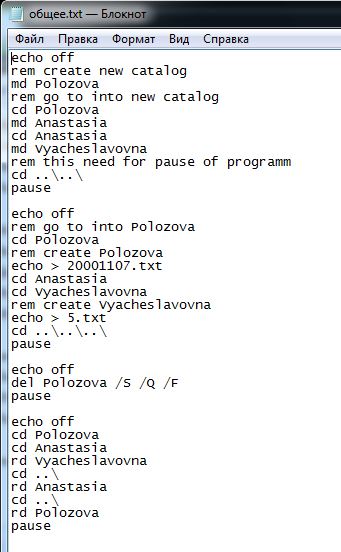 общее.txt — Блокнот
Файл Правка Формат Вид Справка
echo off
rem create new catalog
md Polozova
rem go to into new catalog
cd Polozova
md Anastasia
cd Anastasia
md Vyacheslavovna
rem this need for pause of programm
cd ..\..\
pause

echo off
rem go to into Polozova
cd Polozova
rem create Polozova
echo > 20001107.txt
cd Anastasia
cd Vyacheslavovna
rem create Vyacheslavovna
echo > 5.txt
cd ..\..\..\
pause

echo off
del Polozova /S /Q /F
pause

echo off
cd Polozova
cd Anastasia
rd Vyacheslavovna
cd ..\
rd Anastasia
cd ..\
rd Polozova
pause